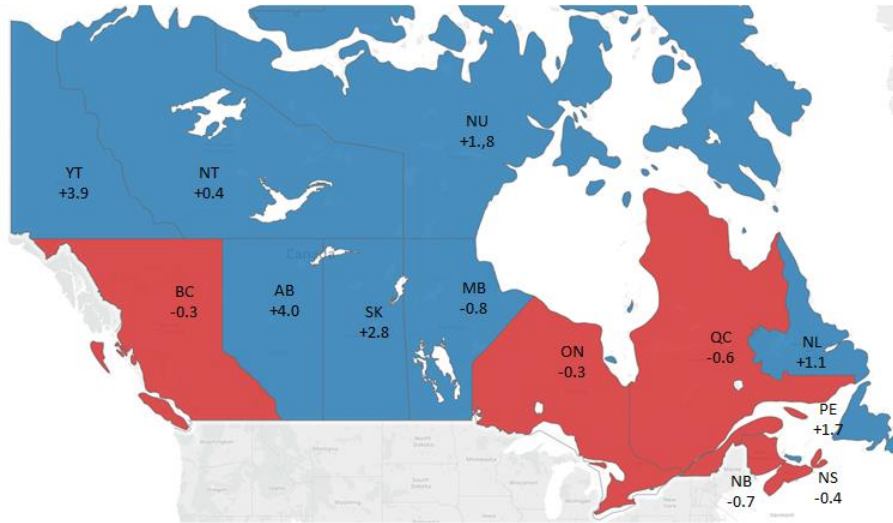 NU
+1.,8
YT
+3.9
NT
+0.4
Canada
BC
-0.3
AB
+4.0
SK
+2.8
MB
-0.8
ON
-0.3
QC
-0.6
NL
+1.1
PE
+1.7
NB
-0.7
NS
-0.4